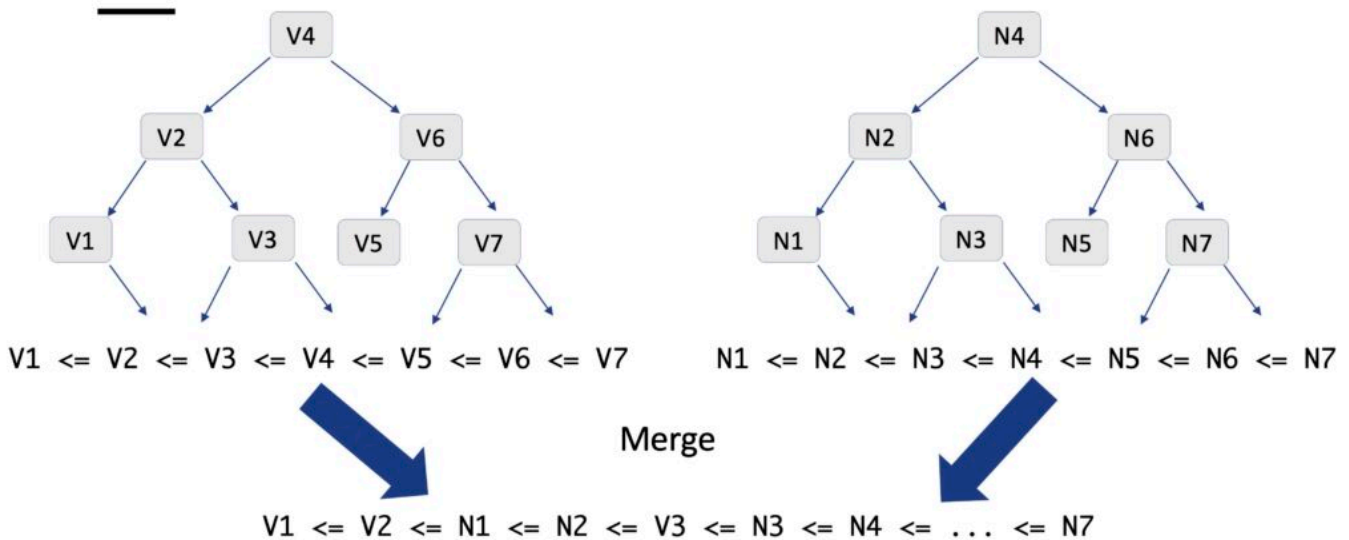 V4 N4
V2 V6 N2 N6
V1 V3 V5 V7 N1 N3 N5 N7
V1 <= V2 <= V3 <= V4 <= V5 <= V6 <= V7
N1 <= N2 <= N3 <= N4 <= N5 <= N6 <= N7
Merge
V1 <= V2 <= N1 <= N2 <= V3 <= N3 <= N4 <= ... <= N7